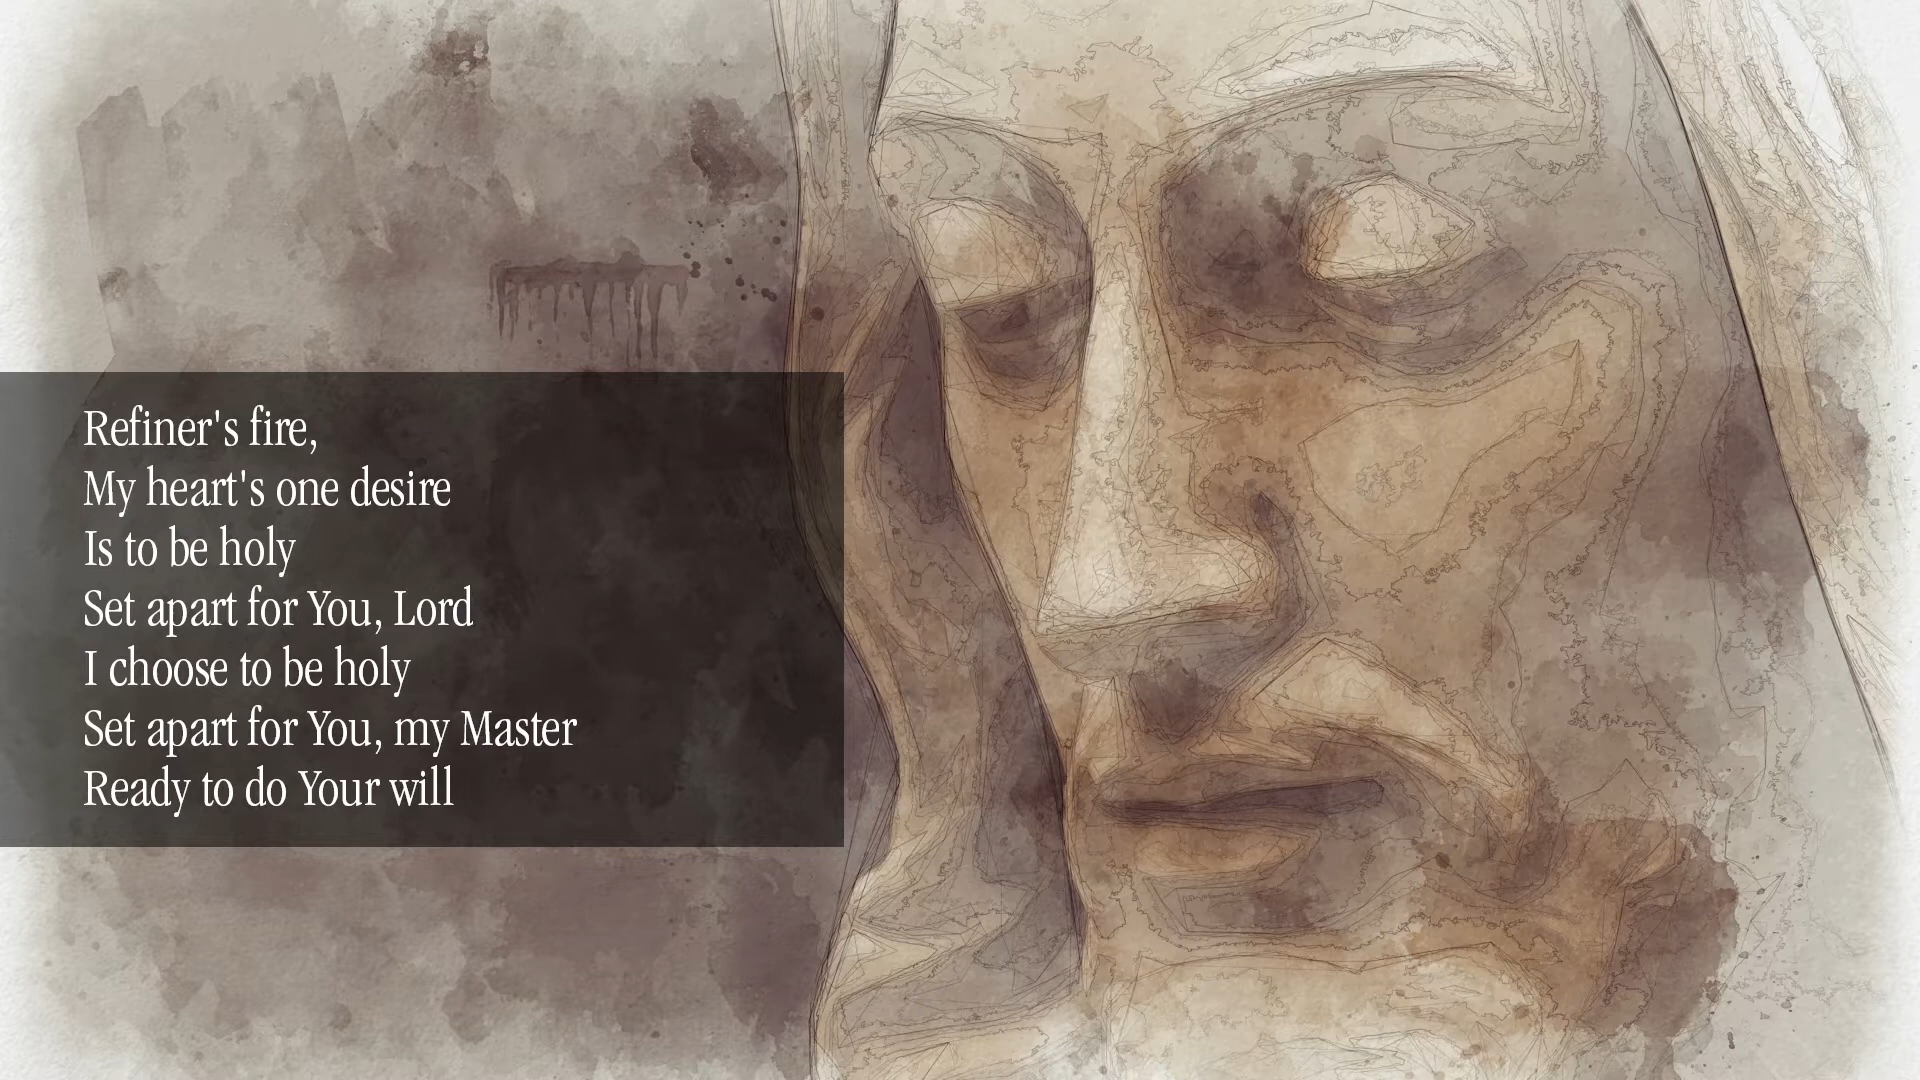 Refiner's fire,
My heart's one desire
Is to be holy
Set apart for You, Lord
I choose to be holy
Set apart for You, my Master
Ready to do Your will